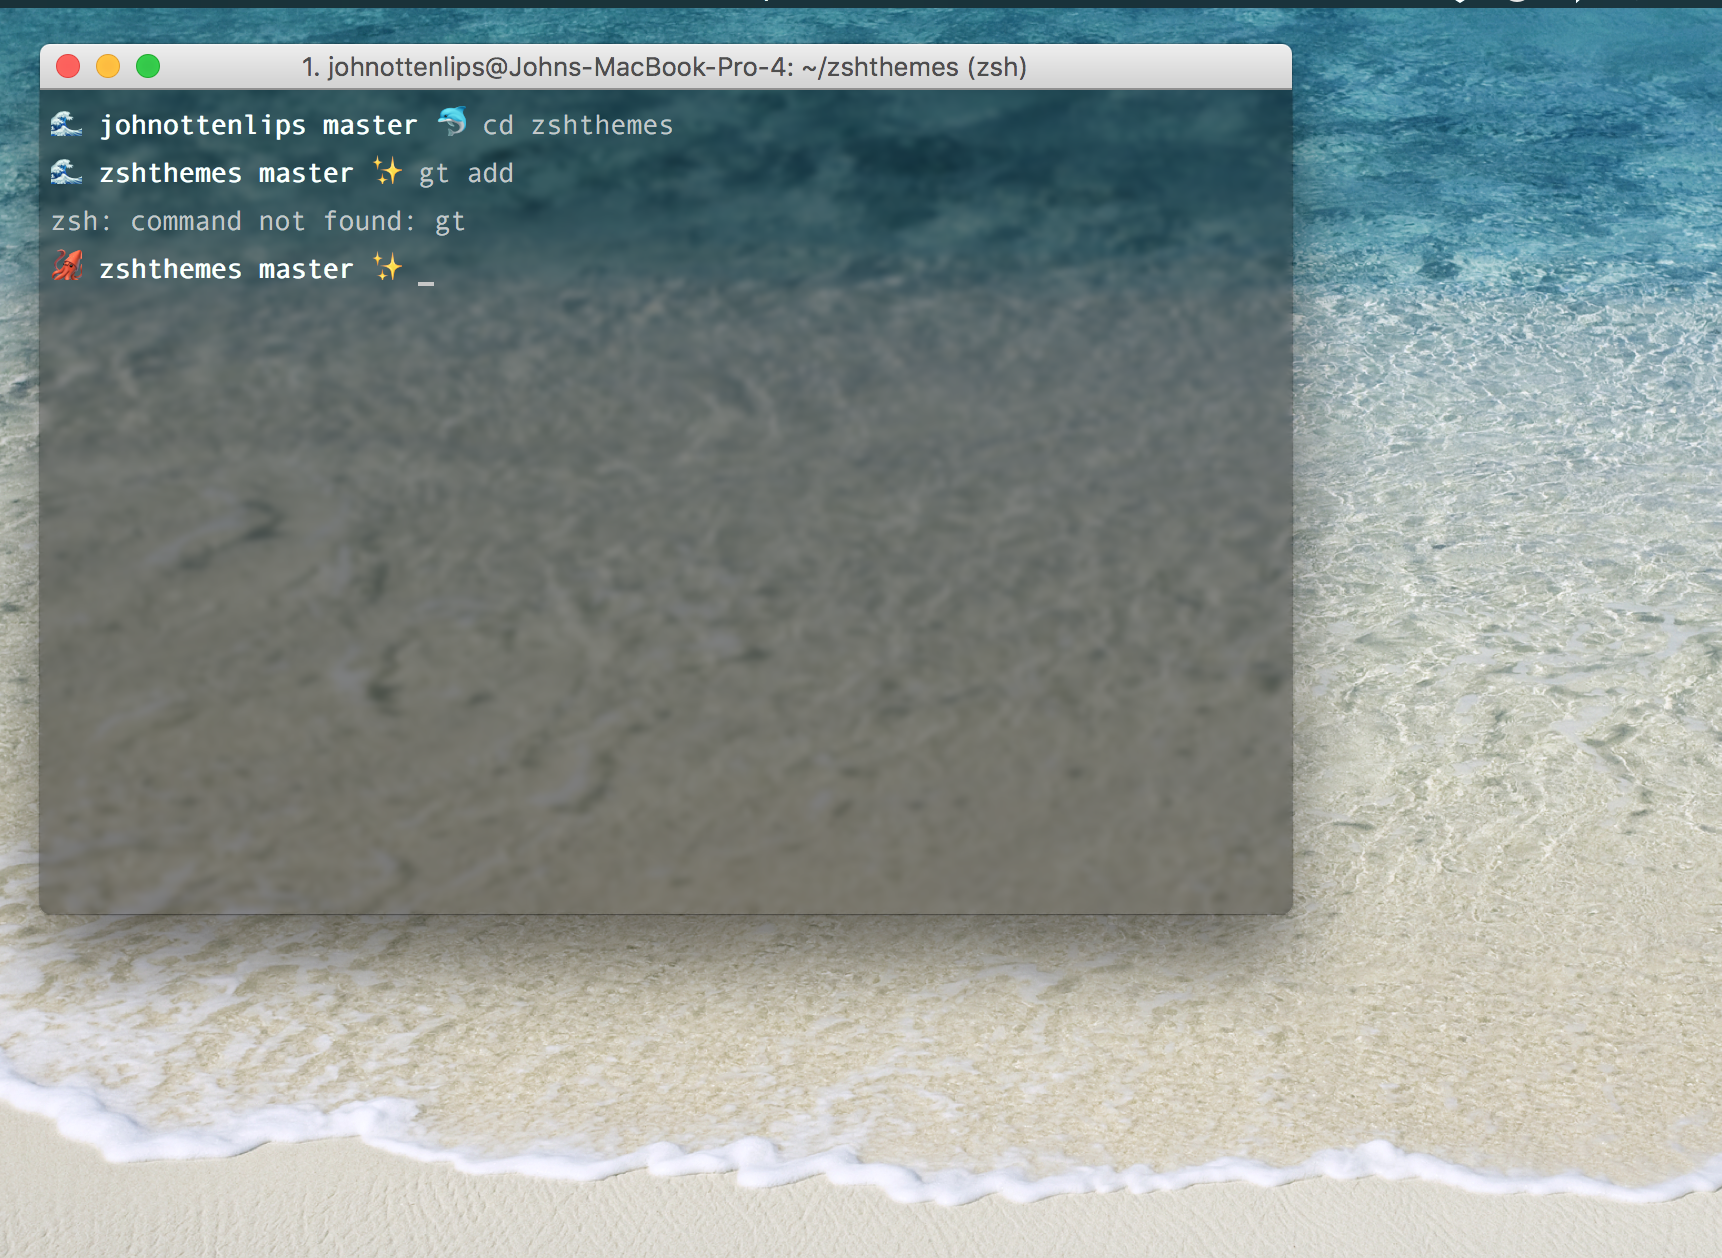 1. johnottenlips@Johns-MacBook-Pro-4: ~/zshthemes (zsh)
🌊 johnottenlips master 🐬 cd zshthemes
🌊 zshthemes master ✨ gt add
zsh: command not found: gt
🦑 zshthemes master ✨ _